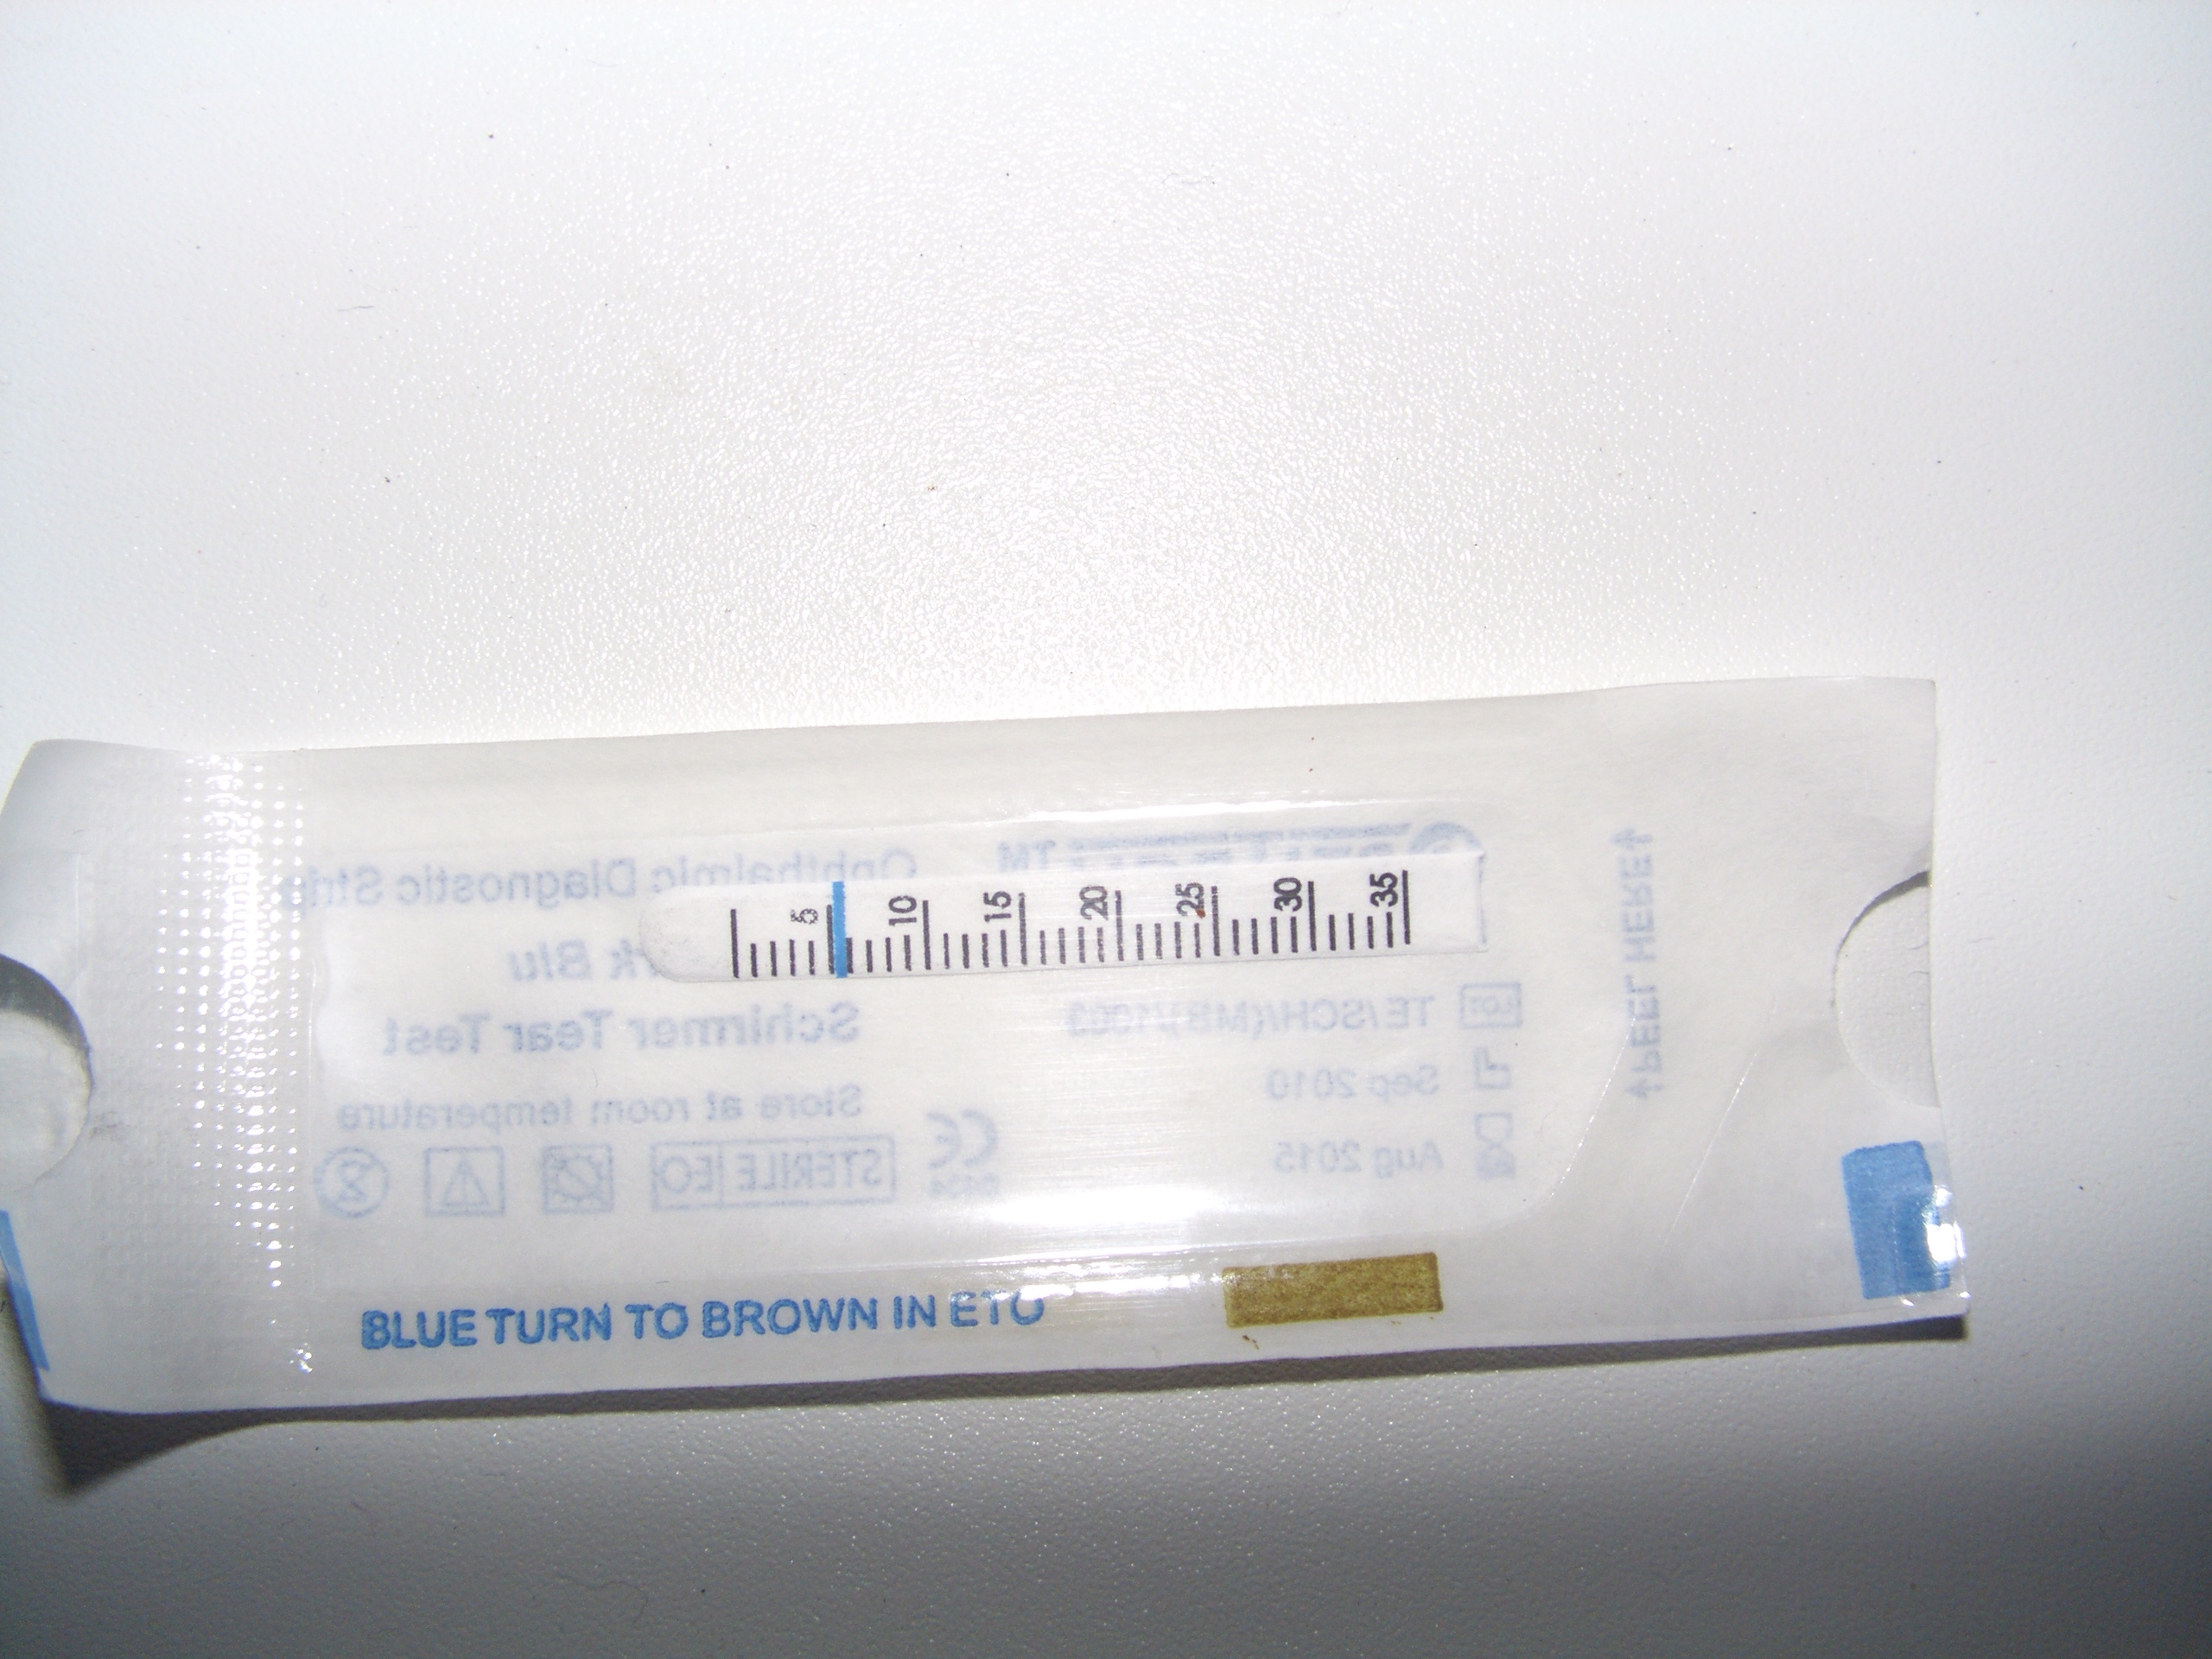 Ophthalmic Diagnostic Strip
5 10 15 20 25 30 35
Blu
Schirmer Tear Test
TE/SCH/(MB)/1003
Store at room temperature
Sep 2010
STERILE EO
Aug 2015
PEEL HERE
BLUE TURN TO BROWN IN ETO